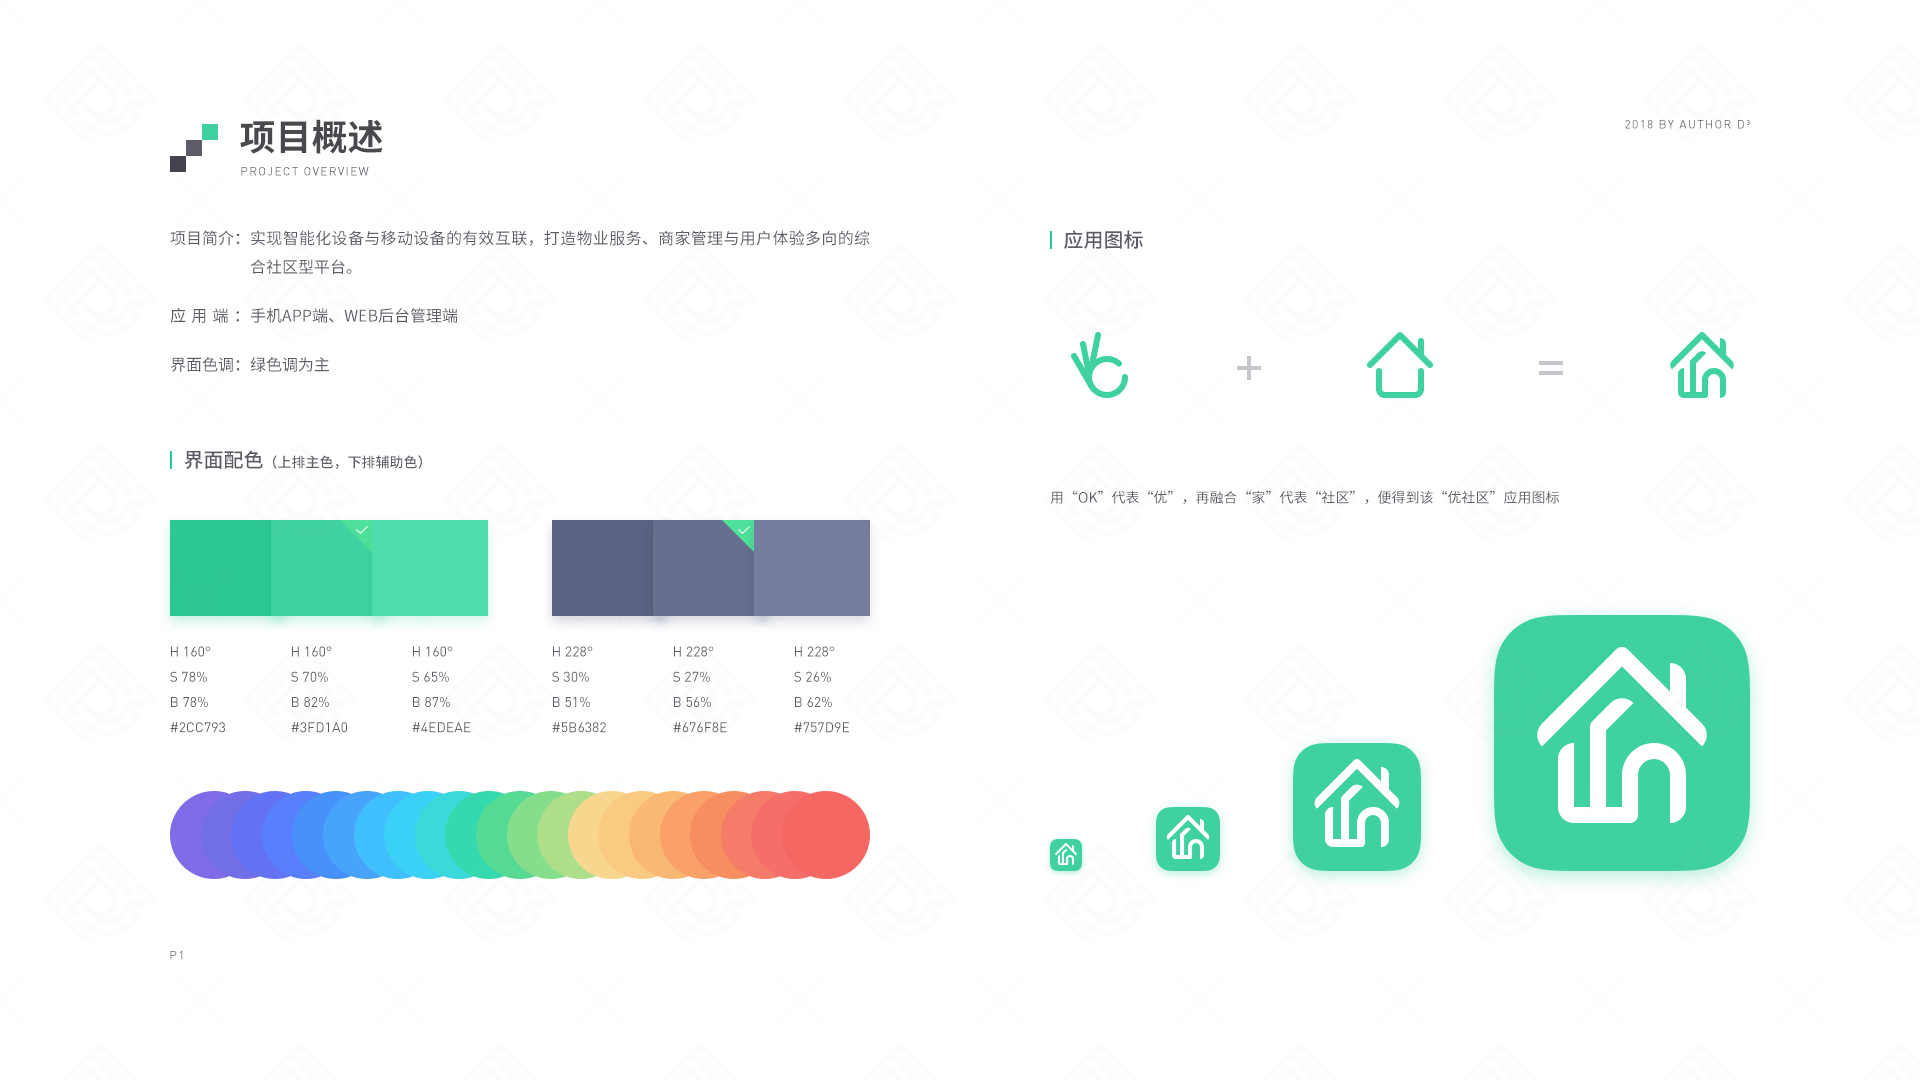 项目概述
PROJECT OVERVIEW
2018 BY AUTHOR D³
项目简介：实现智能化设备与移动设备的有效互联，打造物业服务、商家管理与用户体验多向的综
合社区型平台。
应 用 端 ：手机APP端、WEB后台管理端
界面色调：绿色调为主
界面配色（上排主色，下排辅助色）
H 160° H 160° H 160° H 228° H 228° H 228°
S 78% S 70% S 65% S 30% S 27% S 26%
B 78% B 82% B 87% B 51% B 56% B 62%
#2CC793 #3FD1A0 #4EDEAE #5B6382 #676F8E #757D9E
应用图标
用“OK”代表“优”，再融合“家”代表“社区”，便得到该“优社区”应用图标
P1